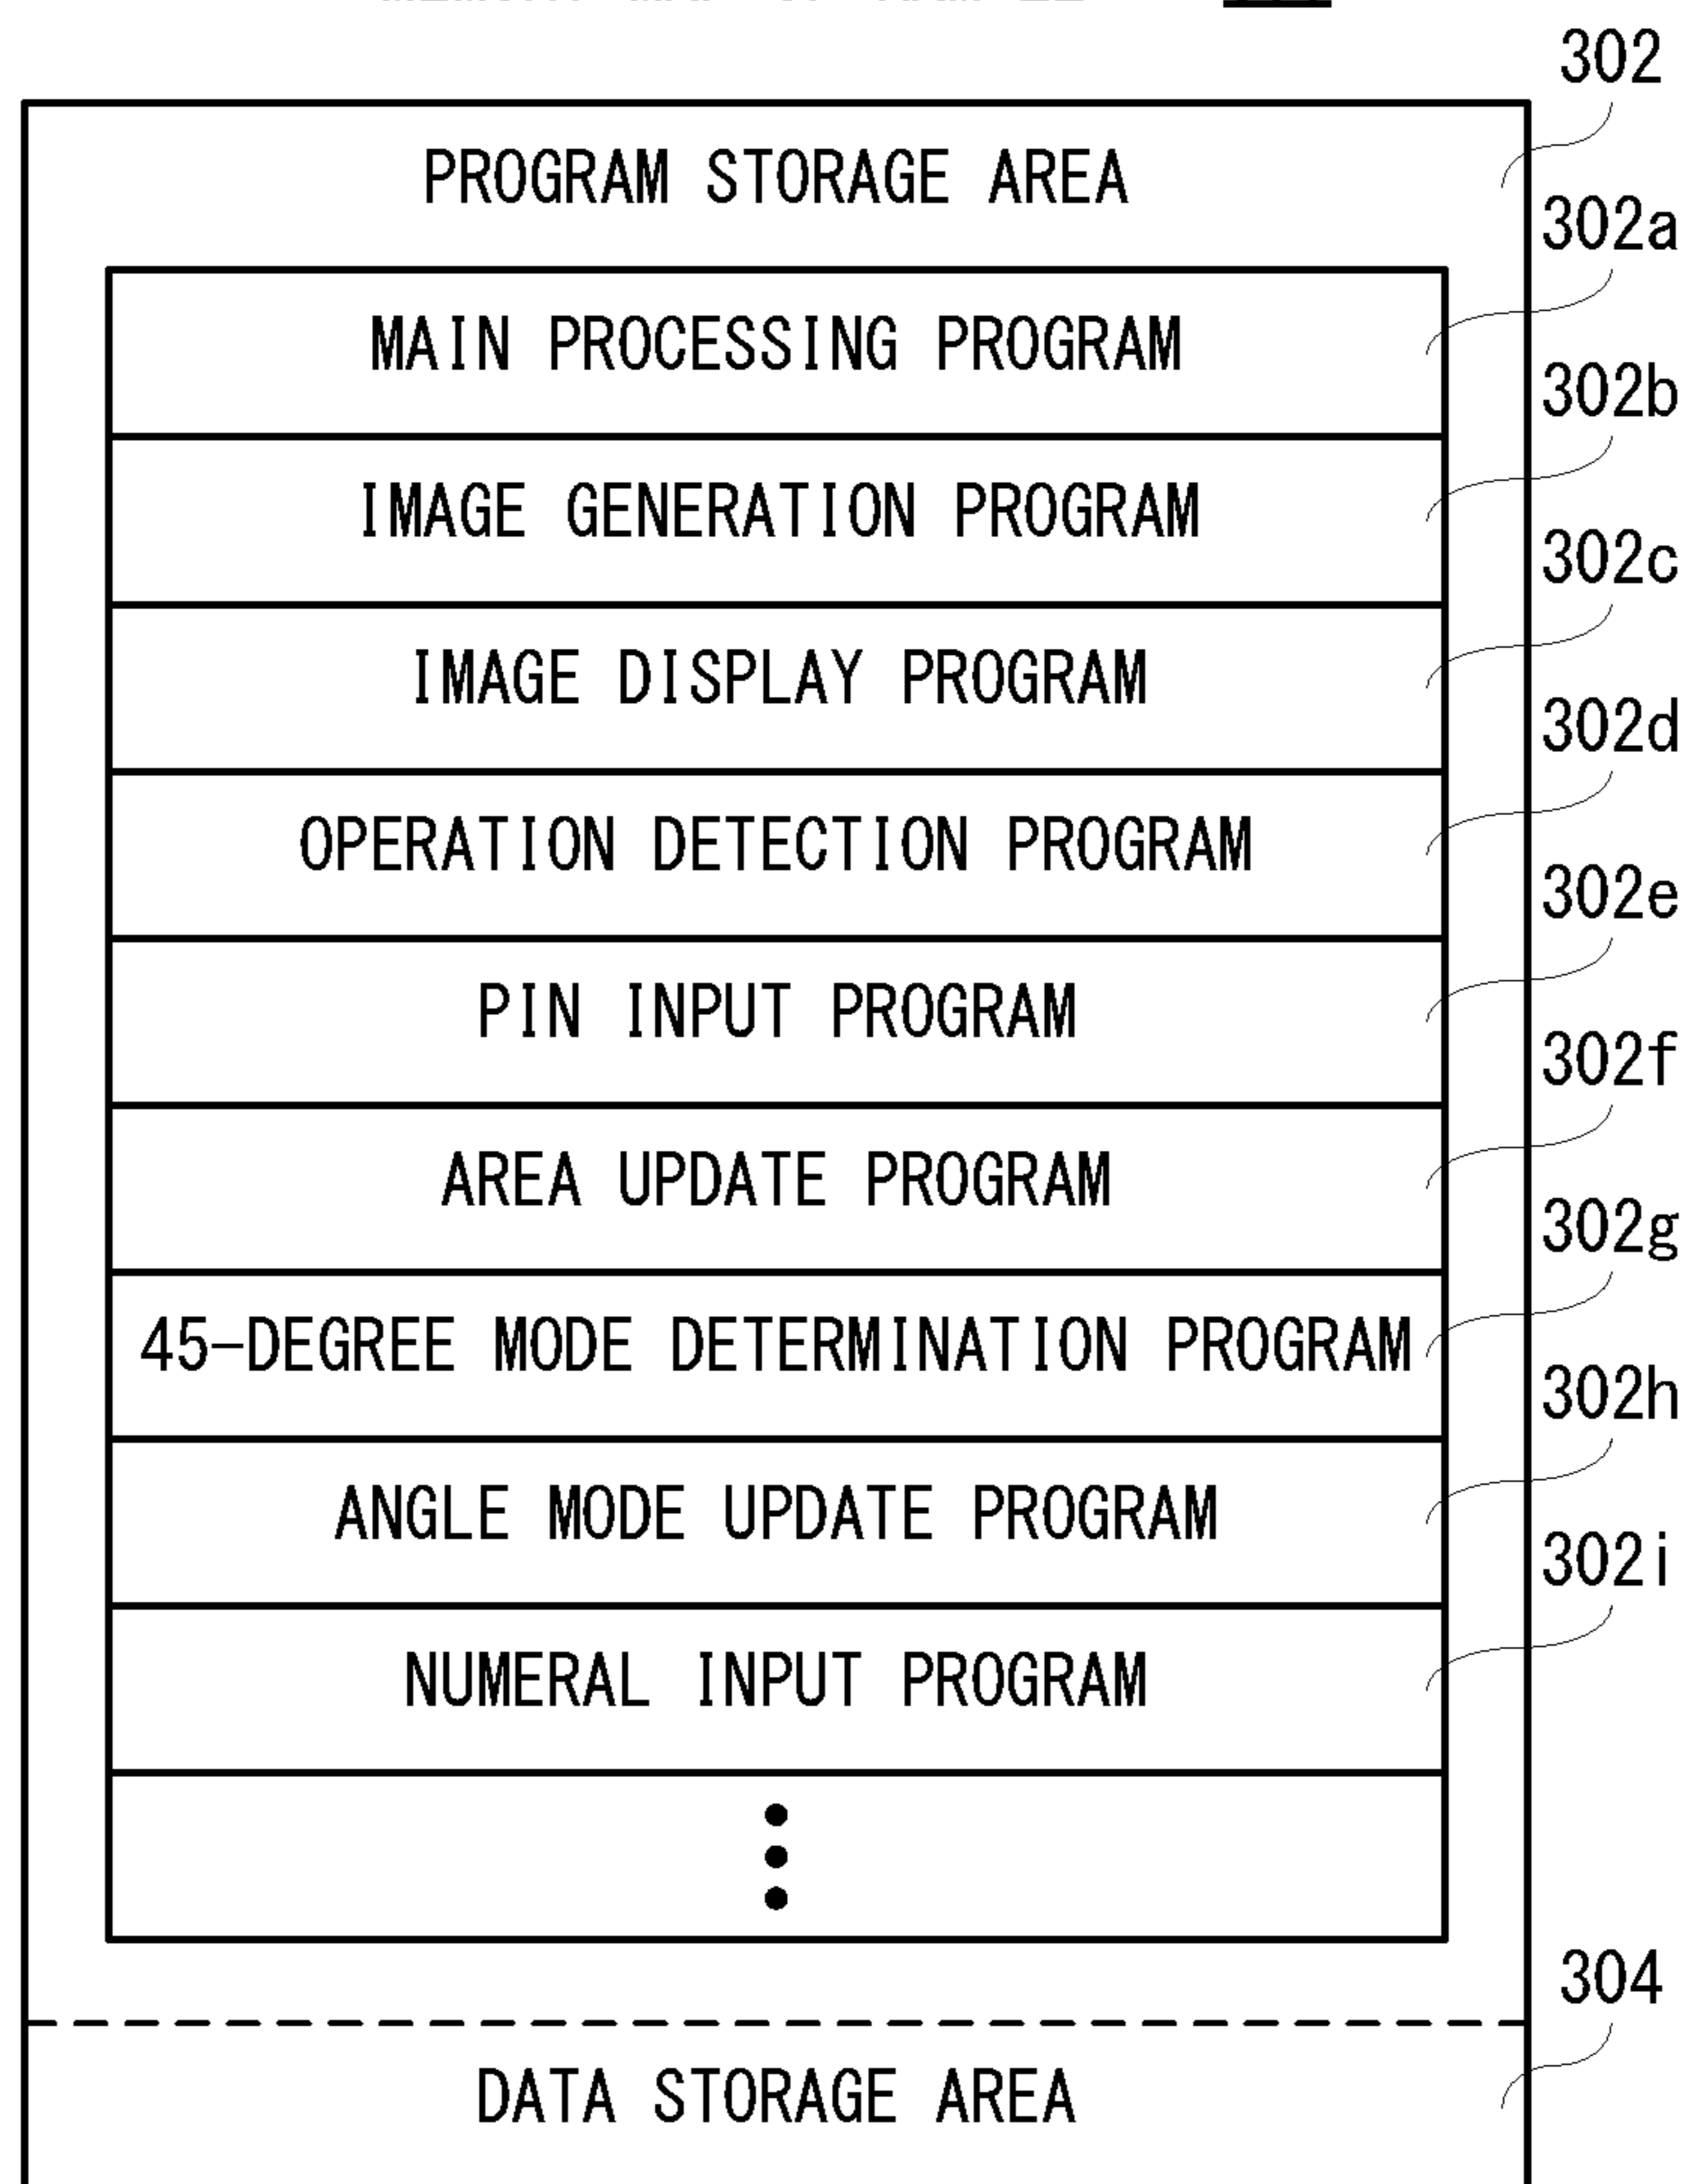 302
PROGRAM STORAGE AREA
302a
MAIN PROCESSING PROGRAM
302b
IMAGE GENERATION PROGRAM
302c
IMAGE DISPLAY PROGRAM
302d
OPERATION DETECTION PROGRAM
302e
PIN INPUT PROGRAM
302f
AREA UPDATE PROGRAM
302g
45-DEGREE MODE DETERMINATION PROGRAM
302h
ANGLE MODE UPDATE PROGRAM
302i
NUMERAL INPUT PROGRAM
304
DATA STORAGE AREA